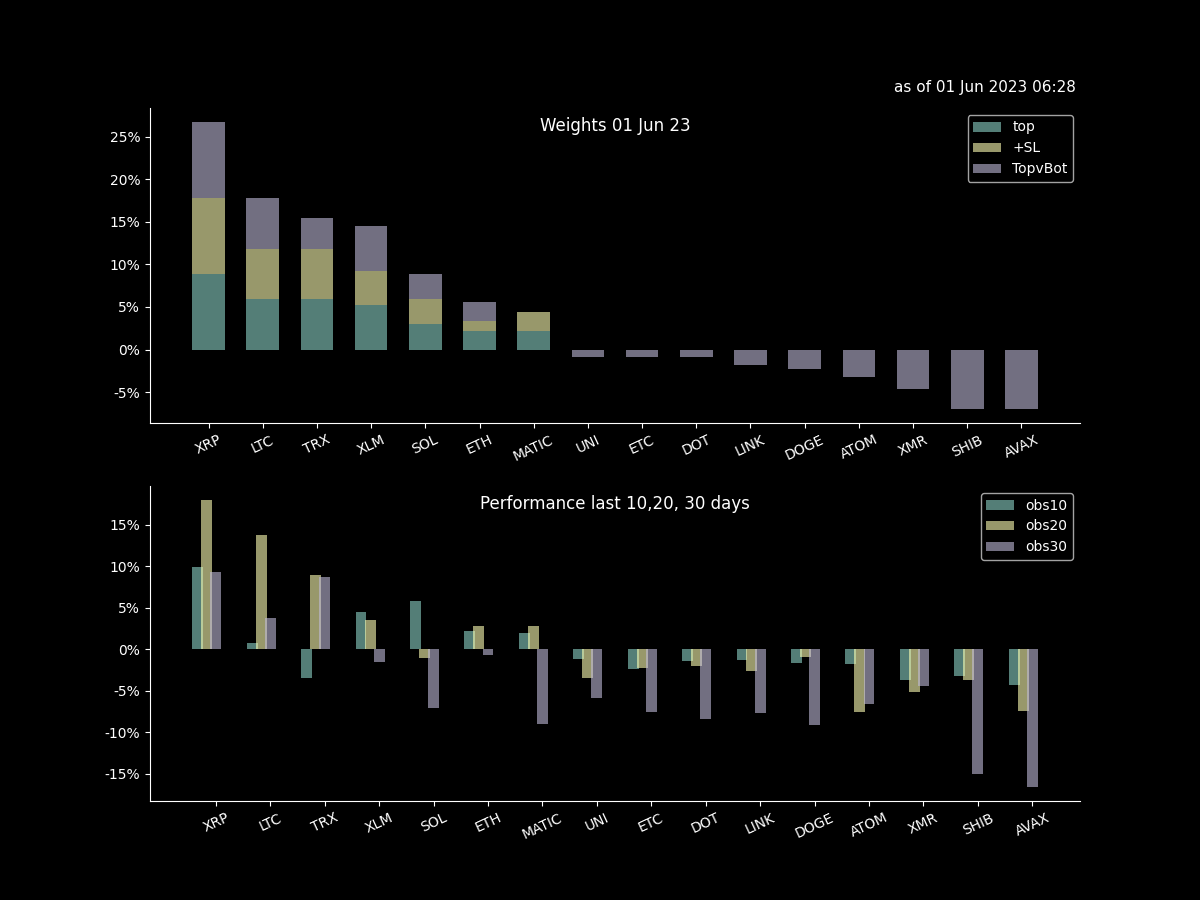 as of 01 Jun 2023 06:28
Weights 01 Jun 23
top
+SL
TopvBot
25%
20%
15%
10%
5%
0%
-5%
XRP LTC TRX XLM SOL ETH MATIC UNI ETC DOT LINK DOGE ATOM XMR SHIB AVAX
Performance last 10,20, 30 days
obs10
obs20
obs30
15%
10%
5%
0%
-5%
-10%
-15%
XRP LTC TRX XLM SOL ETH MATIC UNI ETC DOT LINK DOGE ATOM XMR SHIB AVAX